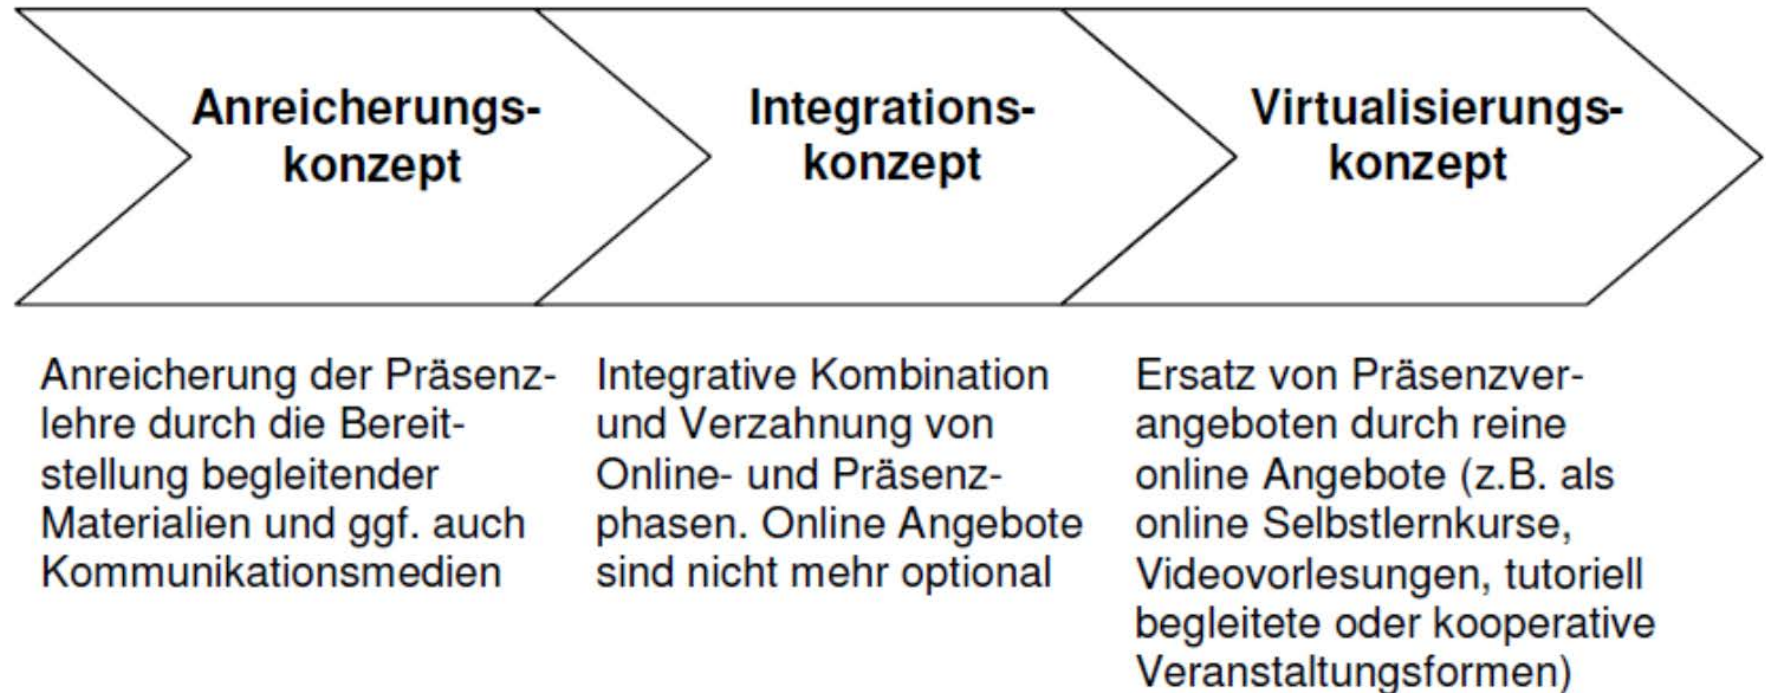 Anreicherungs-
konzept
Integrations-
konzept
Virtualisierungs-
konzept
Anreicherung der Präsenz-
lehre durch die Bereit-
stellung begleitender
Materialien und ggf. auch
Kommunikationsmedien
Integrative Kombination
und Verzahnung von
Online- und Präsenz-
phasen. Online Angebote
sind nicht mehr optional
Ersatz von Präsenzver-
angeboten durch reine
online Angebote (z.B. als
online Selbstlernkurse,
Videovorlesungen, tutoriell
begleitete oder kooperative
Veranstaltungsformen)